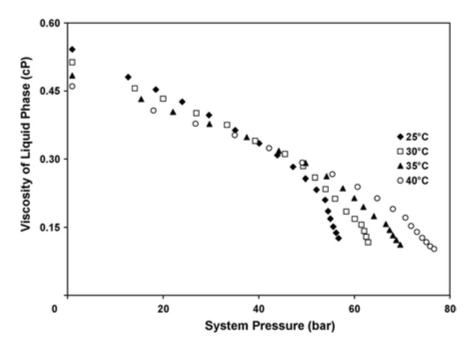 0.60
0.45
0.30
0.15
Viscosity of Liquid Phase (cP)
25°C
30°C
35°C
40°C
0 20 40 60 80
System Pressure (bar)